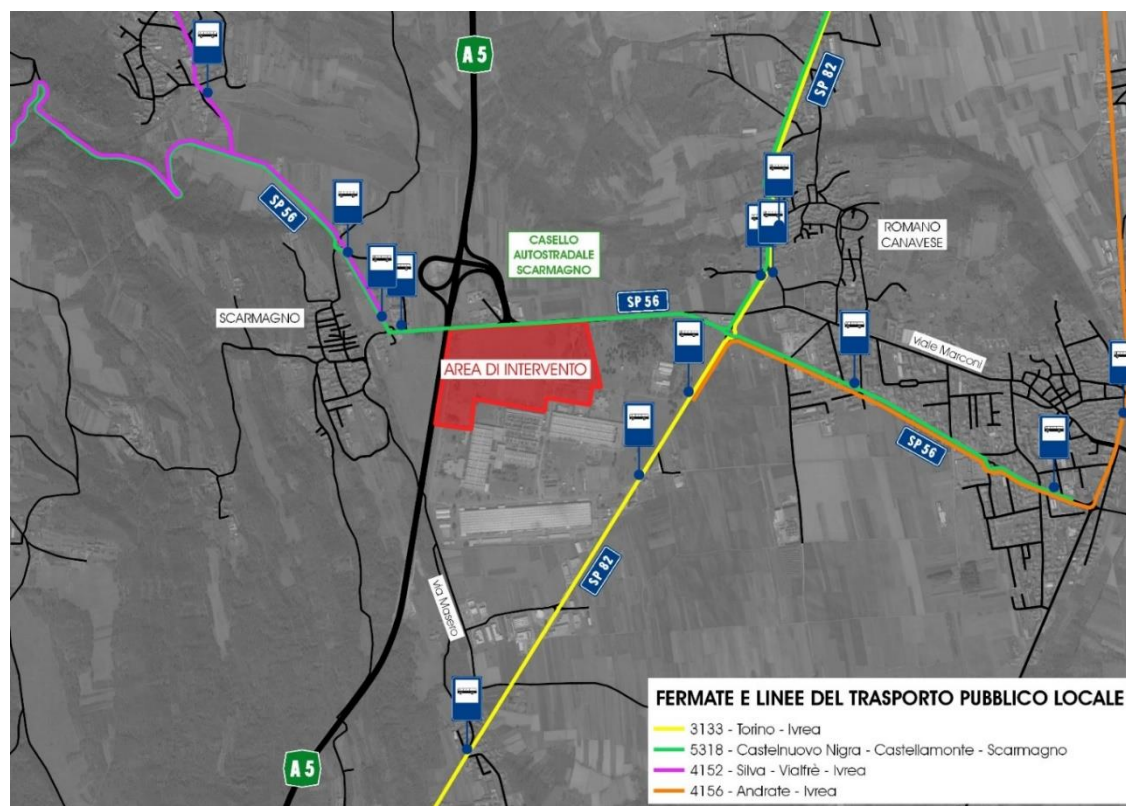 A 5
SP 82
SP 56
CASELLO
AUTOSTRADALE
SCARMAGNO
ROMANO
CANAVESE
SCARMAGNO
SP 56
AREA DI INTERVENTO
viale Marconi
SP 56
SP 82
via Masero
A 5
FERMATE E LINEE DEL TRASPORTO PUBBLICO LOCALE
3133 - Torino - Ivrea
5318 - Castelnuovo Nigra - Castellamonte - Scarmagno
4152 - Silva - Vialfrè - Ivrea
4156 - Andrate - Ivrea